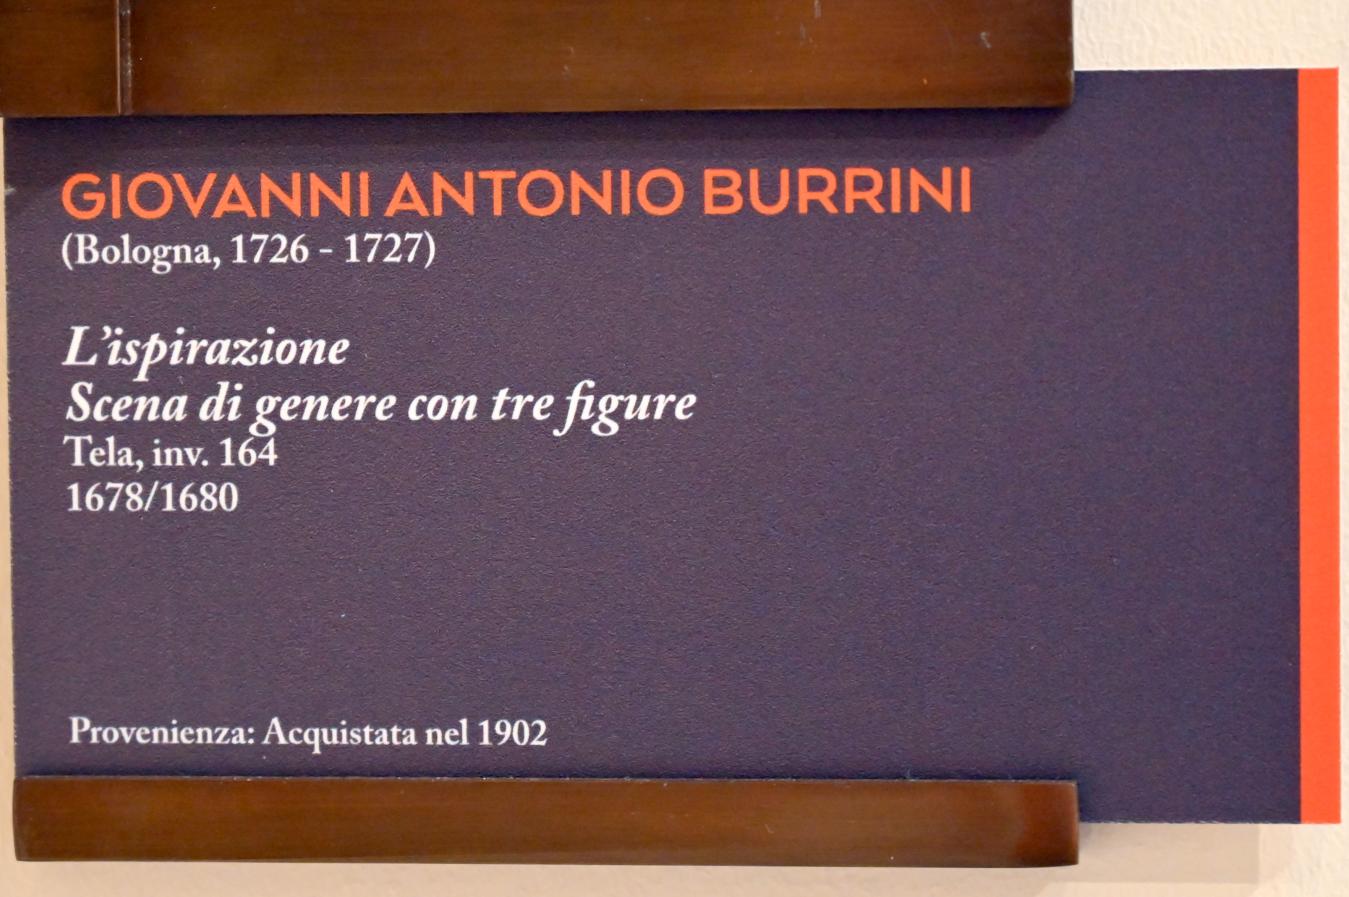 GIOVANNI ANTONIO BURRINI
(Bologna, 1726 - 1727)
L’ispirazione
Scena di genere con tre figure
Tela, inv. 164
1678/1680
Provenienza: Acquistata nel 1902